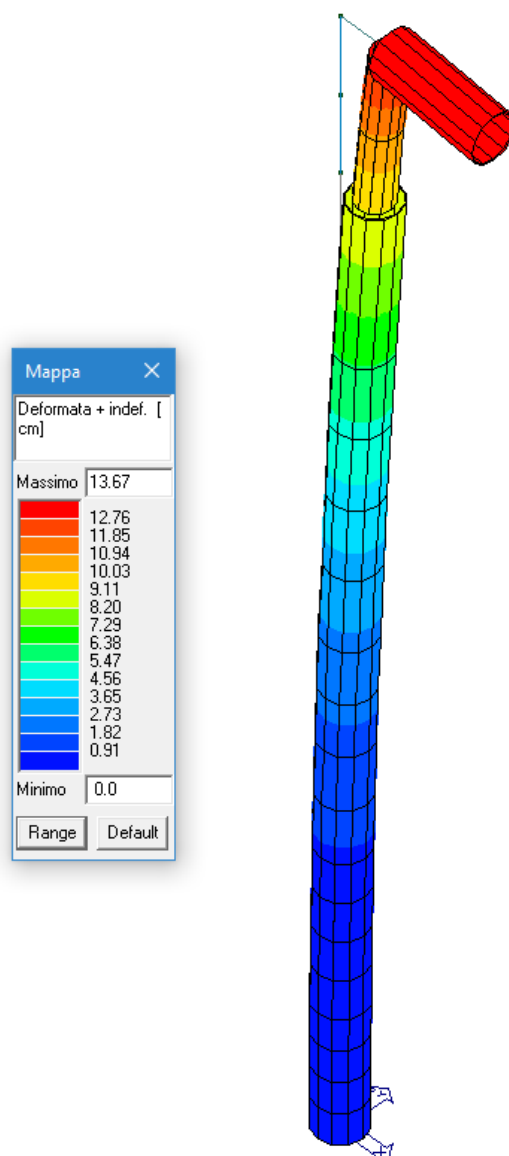 Mappa
Deformata + indef. [
cm]
Massimo 13.67
12.76
11.85
10.94
10.03
9.11
8.20
7.29
6.38
5.47
4.56
3.65
2.73
1.82
0.91
Minimo 0.0
Range Default